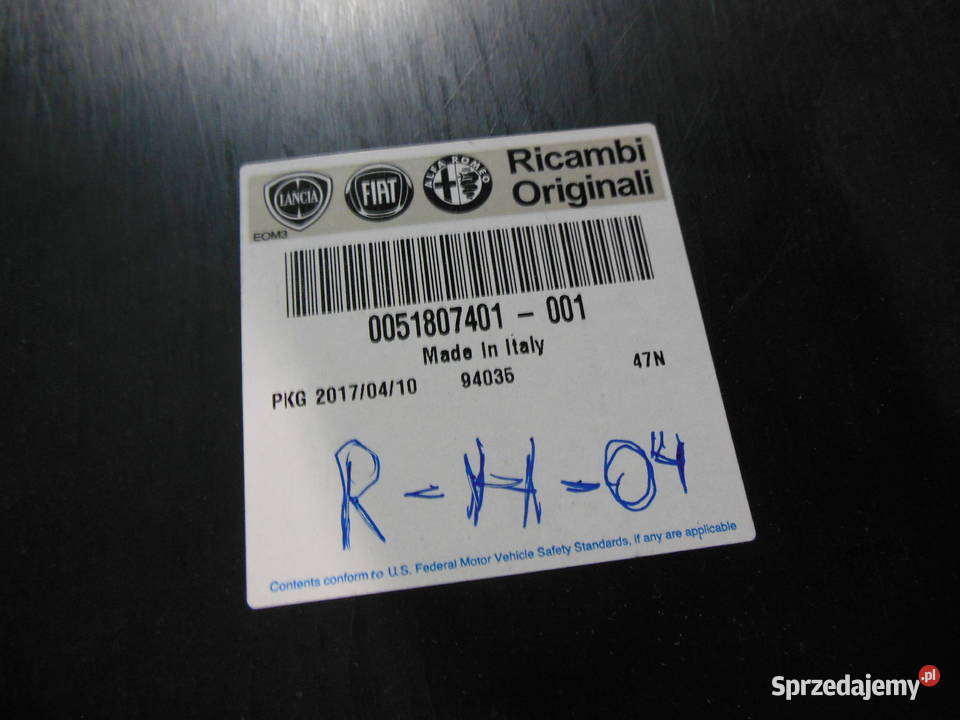 LANCIA FIAT ALFA ROMEO Ricambi
Originali
EOM3
0051807401 - 001
Made In Italy
PKG 2017/04/10 94035 47N
R - H - 04
Contents conform to U.S. Federal Motor Vehicle Safety Standards, if any are applicable
Sprzedajemy.pl